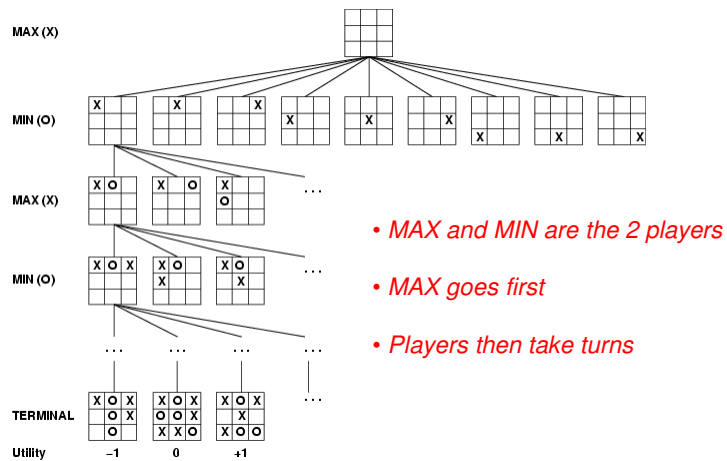 MAX (X)
X X X
MIN (O) X X X
X X X
X O X O X ...
MAX (X) O
• MAX and MIN are the 2 players
X O X X O X O ...
MIN (O) X X
• MAX goes first
• Players then take turns
... ... ... ...
X O X X O X X O X ...
TERMINAL O X O O X X
O X X O X O O
Utility –1 0 +1